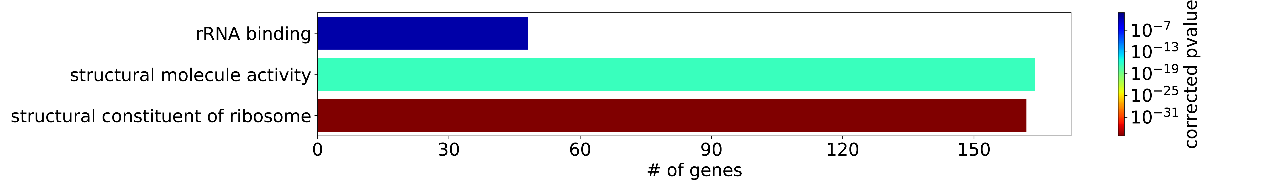 rRNA binding
structural molecule activity
structural constituent of ribosome
0 30 60 90 120 150
# of genes
10⁻⁷
10⁻¹³
10⁻¹⁹
10⁻²⁵
10⁻³¹
corrected pvalue